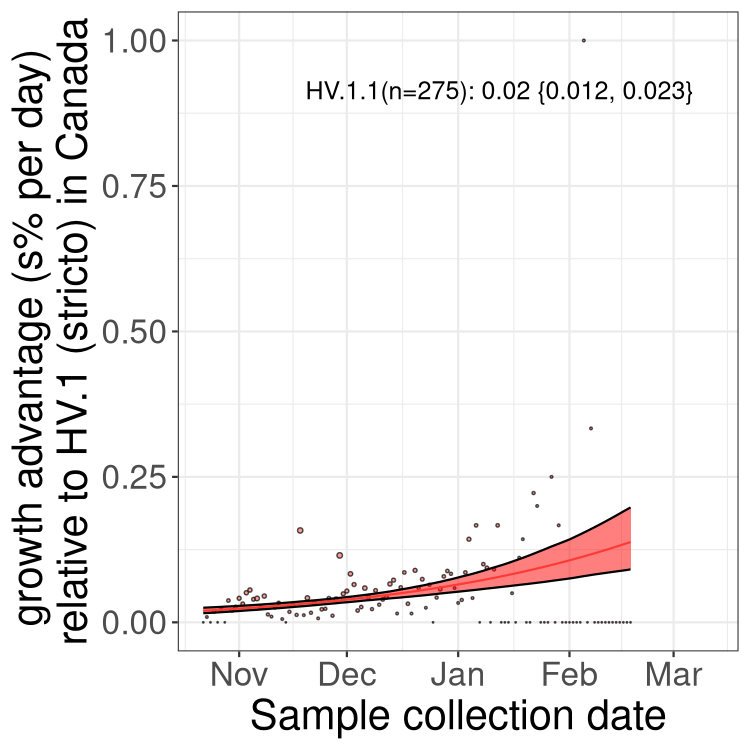 growth advantage (s% per day)
relative to HV.1 (stricto) in Canada
1.00
0.75
0.50
0.25
0.00
HV.1.1(n=275): 0.02 {0.012, 0.023}
Nov Dec Jan Feb Mar
Sample collection date